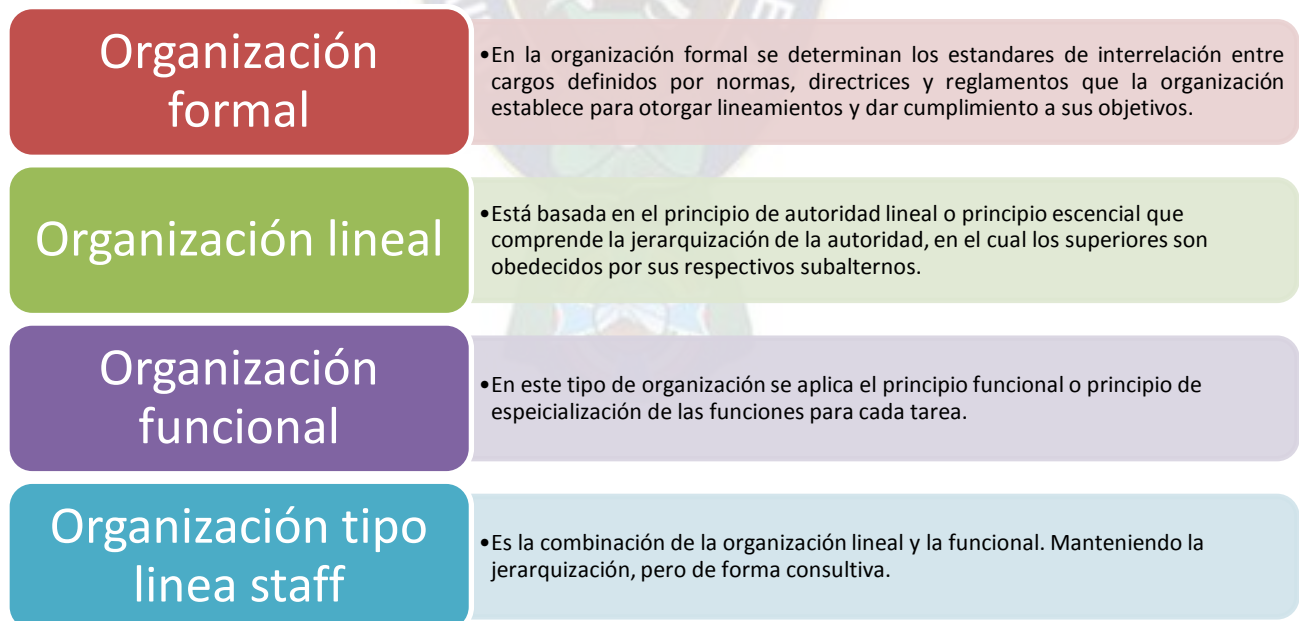 Organización
formal
•En la organización formal se determinan los estandares de interrelación entre
cargos definidos por normas, directrices y reglamentos que la organización
establece para otorgar lineamientos y dar cumplimiento a sus objetivos.
Organización lineal
•Está basada en el principio de autoridad lineal o principio escencial que
comprende la jerarquización de la autoridad, en el cual los superiores son
obedecidos por sus respectivos subalternos.
Organización
funcional
•En este tipo de organización se aplica el principio funcional o principio de
espeicialización de las funciones para cada tarea.
Organización tipo
linea staff
•Es la combinación de la organización lineal y la funcional. Manteniendo la
jerarquización, pero de forma consultiva.